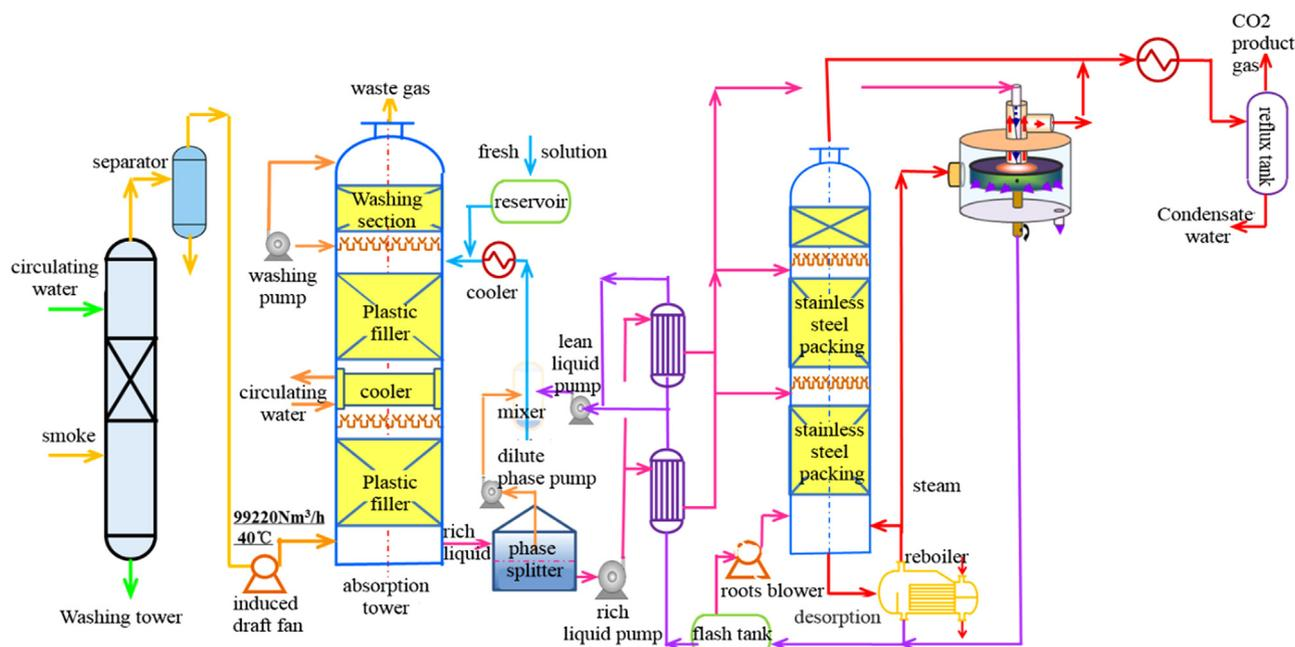 CO2
product
gas
reflux tank
Condensate
water
waste gas
separator
fresh solution
reservoir
Washing
section
washing
pump
cooler
circulating
water
Plastic
filler
stainless
steel
packing
lean
liquid
pump
cooler
circulating
water
mixer
smoke
Plastic
filler
dilute
phase pump
stainless
steel
packing
steam
99220Nm³/h
40℃
rich
liquid
phase
splitter
reboiler
induced
draft fan
absorption
tower
rich
liquid pump
roots blower
flash tank
desorption
Washing tower